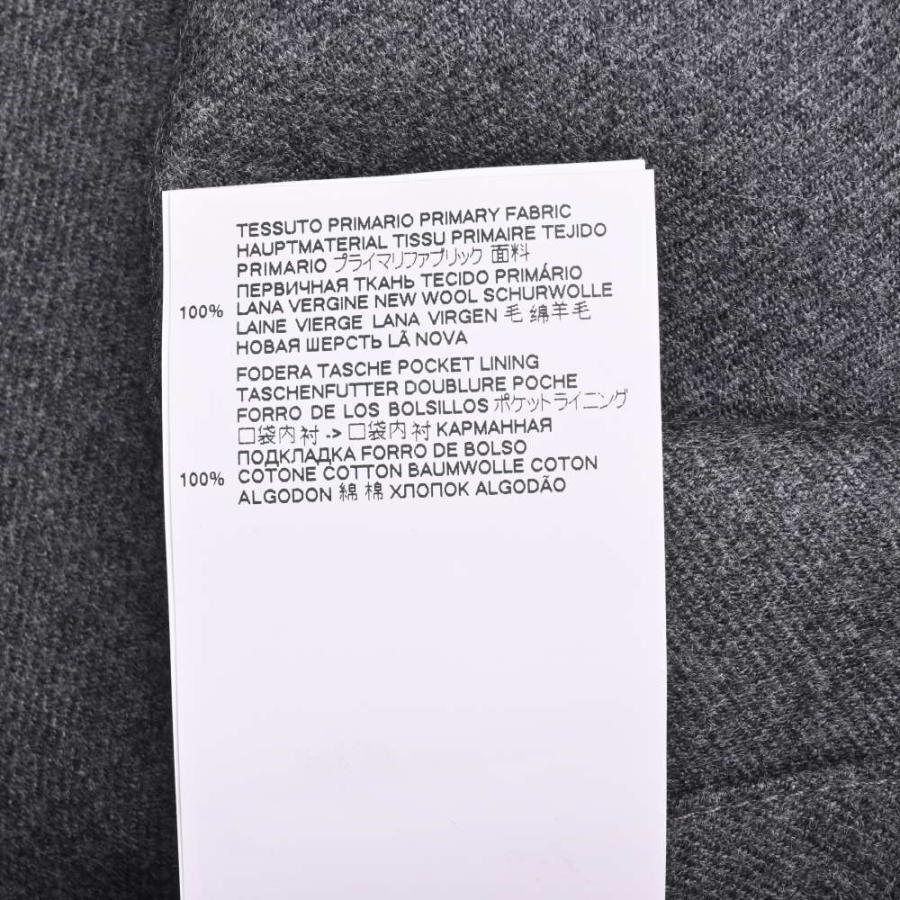 TESSUTO PRIMARIO PRIMARY FABRIC
HAUPTMATERIAL TISSU PRIMAIRE TEJIDO
PRIMARIO プライマリファブリック 面料
ПЕРВИЧНАЯ ТКАНЬ TECIDO PRIMÁRIO
100% LANA VERGINE NEW WOOL SCHURWOLLE
LAINE VIERGE LANA VIRGEN 毛 绵羊毛
НОВАЯ ШЕРСТЬ LÃ NOVA
FODERA TASCHE POCKET LINING
TASCHENFUTTER DOUBLURE POCHE
FORRO DE LOS BOLSILLOS ポケットライニング
口袋内衬 -> 口袋内衬 КАРМАННАЯ
ПОДКЛАДКА FORRO DE BOLSO
100% COTONE COTTON BAUMWOLLE COTON
ALGODON 綿 棉 ХЛОПОК ALGODÃO